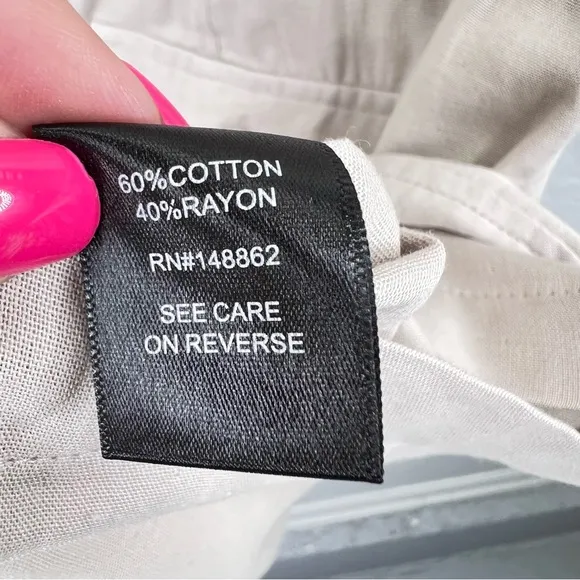 60%COTTON
40%RAYON
RN#148862
SEE CARE
ON REVERSE